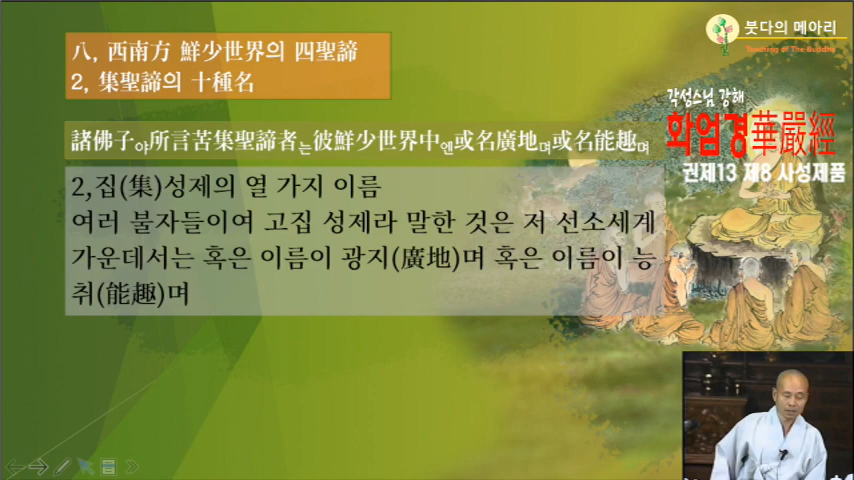 八, 西南方 鮮少世界의 四聖諦
2, 集聖諦의 十種名
붓다의 메아리
Teaching of The Buddha
각성스님 강해
화엄경華嚴經
권제13 제8 사성제품
諸佛子야所言苦集聖諦者는彼鮮少世界中엔或名廣地며或名能趣며
2,집(集)성제의 열 가지 이름
여러 불자들이여 고집 성제라 말한 것은 저 선소세계
가운데서는 혹은 이름이 광지(廣地)며 혹은 이름이 능
취(能趣)며